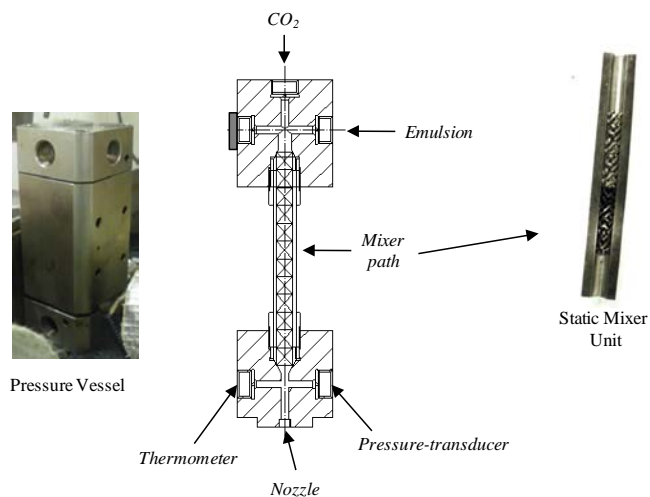 CO₂
Emulsion
Mixer
path
Static Mixer
Unit
Pressure Vessel
Pressure-transducer
Thermometer
Nozzle